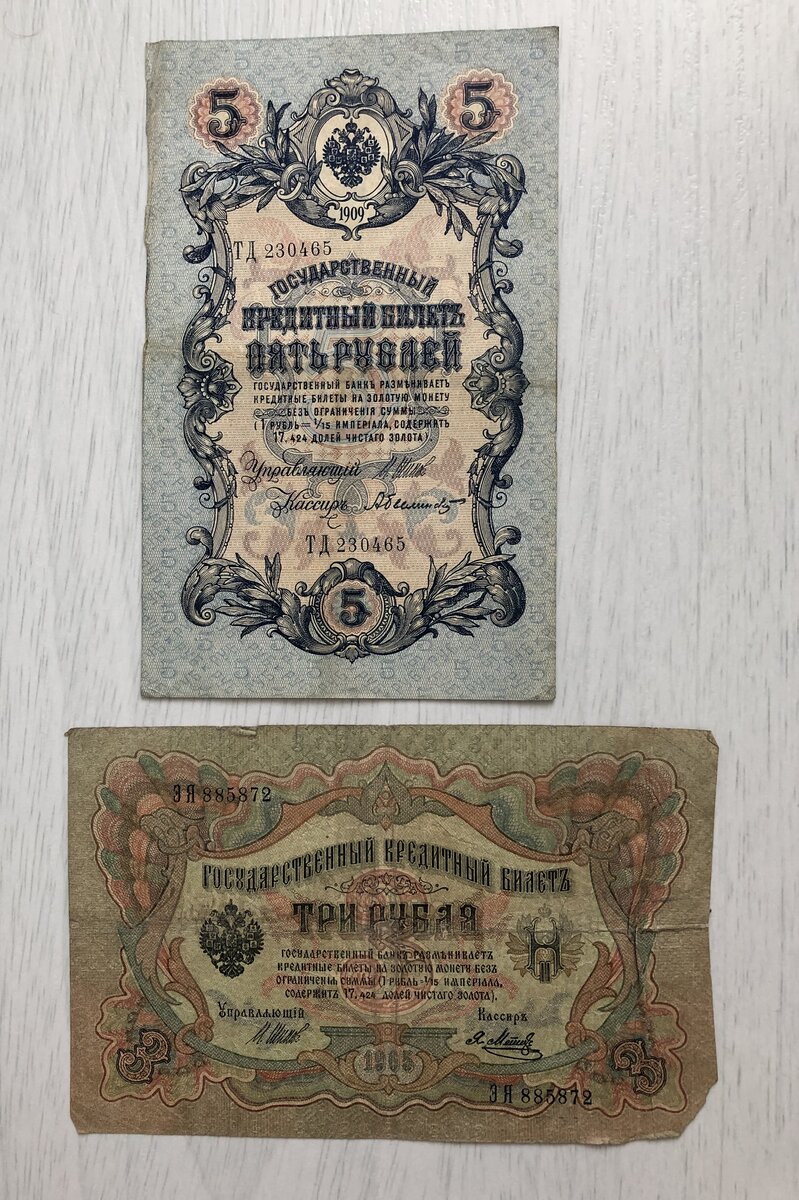 5 5
1909
ТД 230465
ГОСУДАРСТВЕННЫЙ
КРЕДИТНЫЙ БИЛЕТЪ
ПЯТЬ РУБЛЕЙ
ГОСУДАРСТВЕННЫЙ БАНКЪ РАЗМѢНИВАЕТЪ
КРЕДИТНЫЕ БИЛЕТЫ НА ЗОЛОТУЮ МОНЕТУ
БЕЗЪ ОГРАНИЧЕНІЯ СУММЫ
(1 РУБЛЬ = 1/15 ИМПЕРІАЛА, СОДЕРЖИТЪ
17,424 ДОЛЕЙ ЧИСТАГО ЗОЛОТА).
Управляющій
Кассиръ
ТД 230465
5
ЭЯ 885872
ГОСУДАРСТВЕННЫЙ КРЕДИТНЫЙ БИЛЕТЪ
ТРИ РУБЛЯ
ГОСУДАРСТВЕННЫЙ БАНКЪ РАЗМѢНИВАЕТЪ
КРЕДИТНЫЕ БИЛЕТЫ НА ЗОЛОТУЮ МОНЕТУ БЕЗЪ
ОГРАНИЧЕНІЯ СУММЫ (1 РУБЛЬ = 1/15 ИМПЕРІАЛА,
СОДЕРЖИТЪ 17,424 ДОЛЕЙ ЧИСТАГО ЗОЛОТА).
Управляющій Кассиръ
3 1905 3
ЭЯ 885872